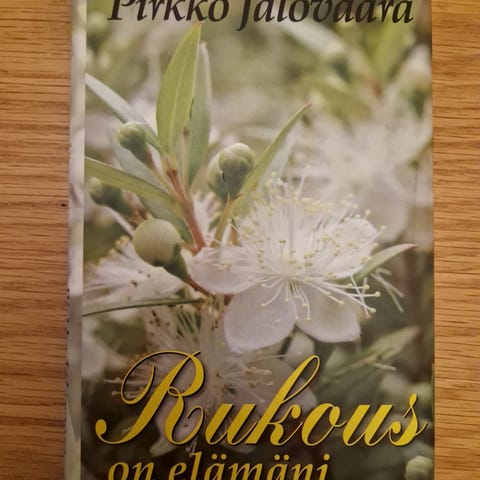 Pirkko Jalovaara
Rukous
on elämäni